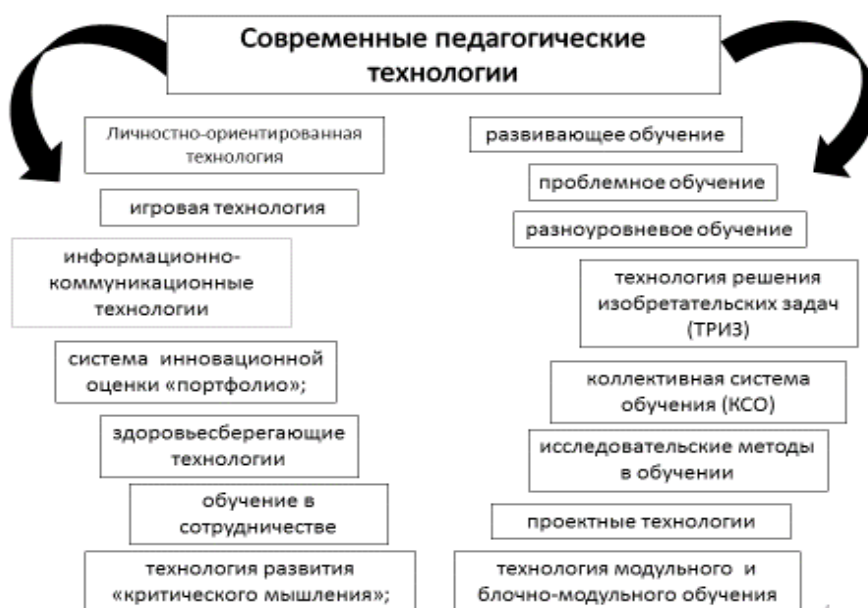 Современные педагогические
технологии
Личностно-ориентированная
технология
игровая технология
информационно-
коммуникационные
технологии
система инновационной
оценки «портфолио»;
здоровьесберегающие
технологии
обучение в
сотрудничестве
технология развития
«критического мышления»;
развивающее обучение
проблемное обучение
разноуровневое обучение
технология решения
изобретательских задач
(ТРИЗ)
коллективная система
обучения (КСО)
исследовательские методы
в обучении
проектные технологии
технология модульного и
блочно-модульного обучения